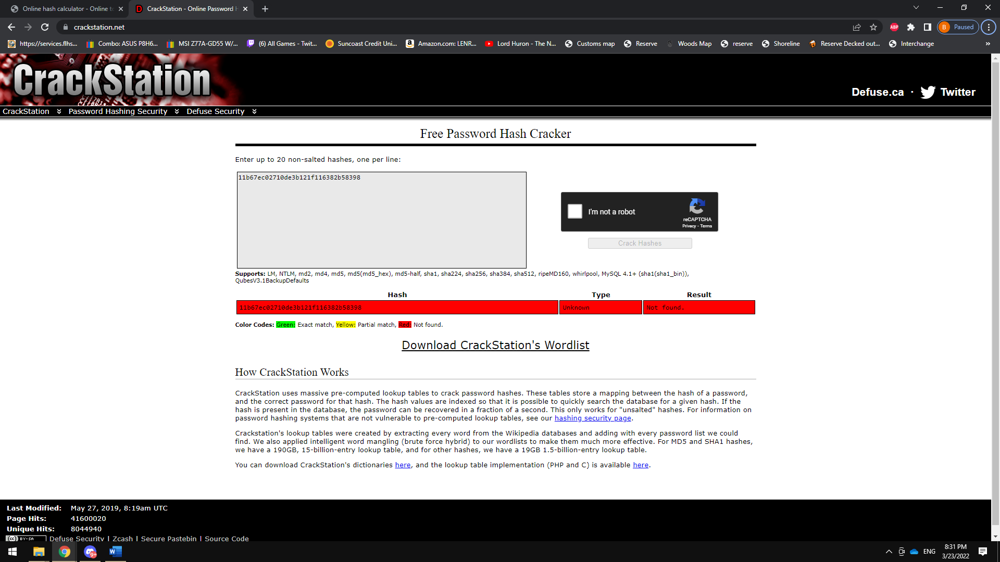 Online hash calculator - Online to
CrackStation - Online Password H
crackstation.net
ABP
B Paused
https://services.flhs...
Combo: ASUS P8H6...
MSI Z77A-GD55 W/...
(6) All Games - Twit...
Suncoast Credit Uni...
Amazon.com: LENR...
Lord Huron - The N...
Customs map
Reserve
Woods Map
reserve
Shoreline
Reserve Decked out...
Interchange
»
CrackStation
Defuse.ca · Twitter
CrackStation Password Hashing Security Defuse Security
Free Password Hash Cracker
Enter up to 20 non-salted hashes, one per line:
11b67ec02710de3b121f116382b58398
I'm not a robot
reCAPTCHA
Privacy - Terms
Crack Hashes
Supports: LM, NTLM, md2, md4, md5, md5(md5_hex), md5-half, sha1, sha224, sha256, sha384, sha512, ripeMD160, whirlpool, MySQL 4.1+ (sha1(sha1_bin)),
QubesV3.1BackupDefaults
Hash Type Result
11b67ec02710de3b121f116382b58398 Unknown Not found.
Color Codes: Green: Exact match, Yellow: Partial match, Red: Not found.
Download CrackStation's Wordlist
How CrackStation Works
CrackStation uses massive pre-computed lookup tables to crack password hashes. These tables store a mapping between the hash of a password,
and the correct password for that hash. The hash values are indexed so that it is possible to quickly search the database for a given hash. If the
hash is present in the database, the password can be recovered in a fraction of a second. This only works for "unsalted" hashes. For information on
password hashing systems that are not vulnerable to pre-computed lookup tables, see our hashing security page.
Crackstation's lookup tables were created by extracting every word from the Wikipedia databases and adding with every password list we could
find. We also applied intelligent word mangling (brute force hybrid) to our wordlists to make them much more effective. For MD5 and SHA1 hashes,
we have a 190GB, 15-billion-entry lookup table, and for other hashes, we have a 19GB 1.5-billion-entry lookup table.
You can download CrackStation's dictionaries here, and the lookup table implementation (PHP and C) is available here.
Last Modified: May 27, 2019, 8:19am UTC
Page Hits: 41600020
Unique Hits: 8044940
cc BY-SA Defuse Security | Zcash | Secure Pastebin | Source Code
9+
W
ENG
8:31 PM
3/23/2022